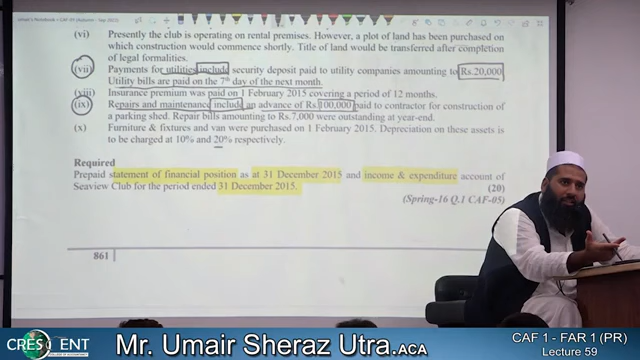 Umair's Notebook • CAF-01 (Autumn - Sep 2022)
(vi) Presently the club is operating on rental premises. However, a plot of land has been purchased on
which construction would commence shortly. Title of land would be transferred after completion
of legal formalities.
(vii) Payments for utilities include security deposit paid to utility companies amounting to Rs.20,000
Utility bills are paid on the 7th day of the next month.
(viii) Insurance premium was paid on 1 February 2015 covering a period of 12 months.
(ix) Repairs and maintenance include an advance of Rs.100,000 paid to contractor for construction of
a parking shed. Repair bills amounting to Rs.7,000 were outstanding at year-end.
(x) Furniture & fixtures and van were purchased on 1 February 2015. Depreciation on these assets is
to be charged at 10% and 20% respectively.
Required
Prepaid statement of financial position as at 31 December 2015 and income & expenditure account of
Seaview Club for the period ended 31 December 2015.
(20)
(Spring-16 Q.1 CAF-05)
861
CRESCENT
Mr. Umair Sheraz Utra.ACA
CAF 1 - FAR 1 (PR)
Lecture 59